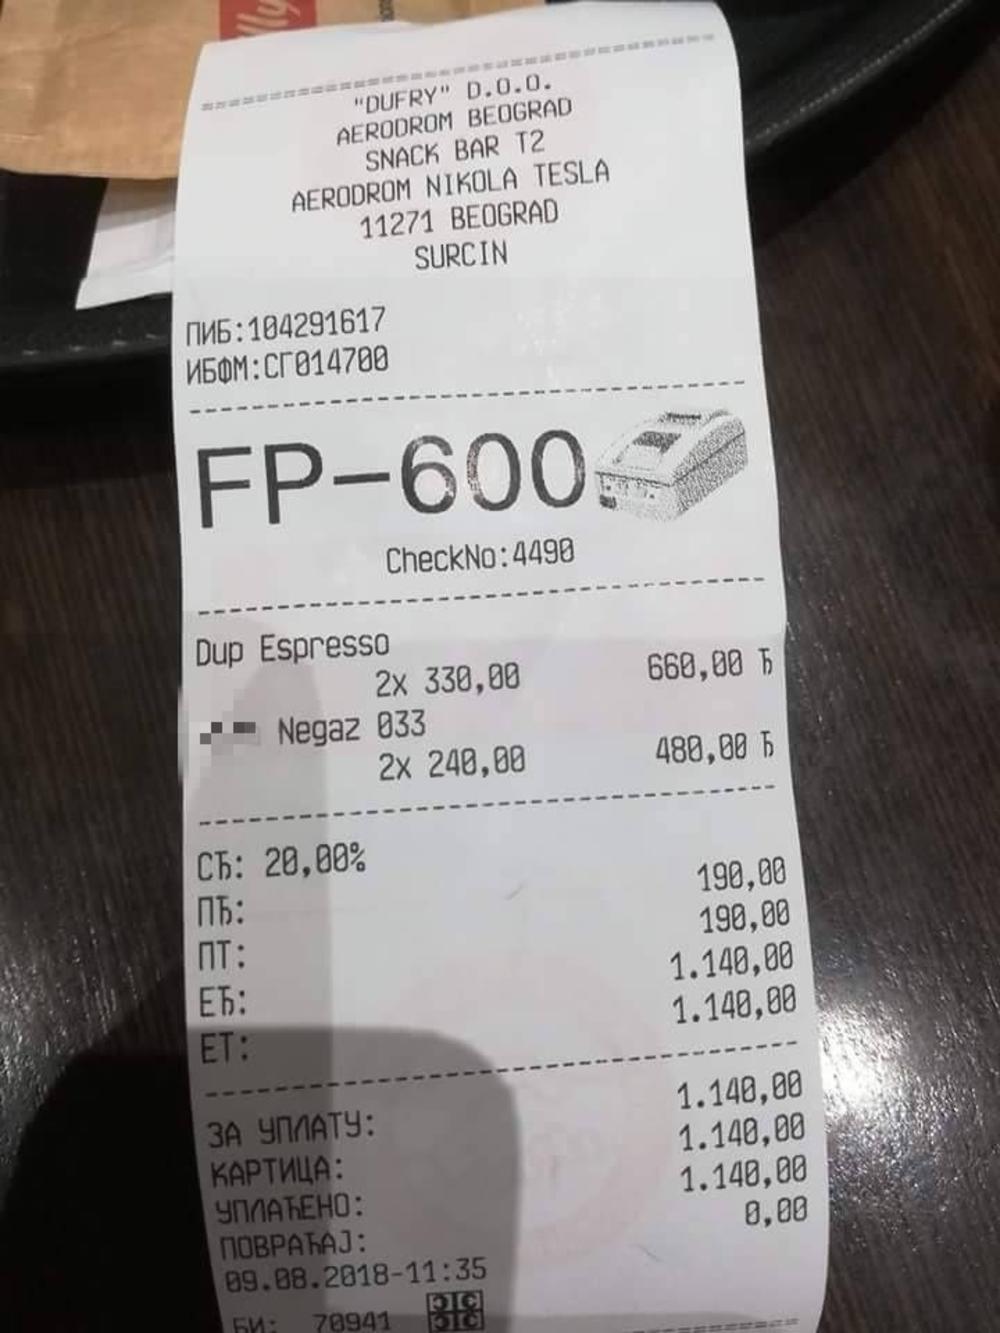 "DUFRY" D.O.O.
AERODROM BEOGRAD
SNACK BAR T2
AERODROM NIKOLA TESLA
11271 BEOGRAD
SURCIN
ПИБ:104291617
ИБФМ:СГ014700
FP-600
CheckNo:4490
Dup Espresso
2x 330,00 660,00 Ђ
Negaz 033
2x 240,00 480,00 Ђ
СЂ: 20,00%
ПЂ: 190,00
ПТ: 190,00
ЕЂ: 1.140,00
ЕТ: 1.140,00
ЗА УПЛАТУ: 1.140,00
КАРТИЦА: 1.140,00
УПЛАЋЕНО: 1.140,00
ПОВРАЋАЈ: 0,00
09.08.2018-11:35
БИ: 70941